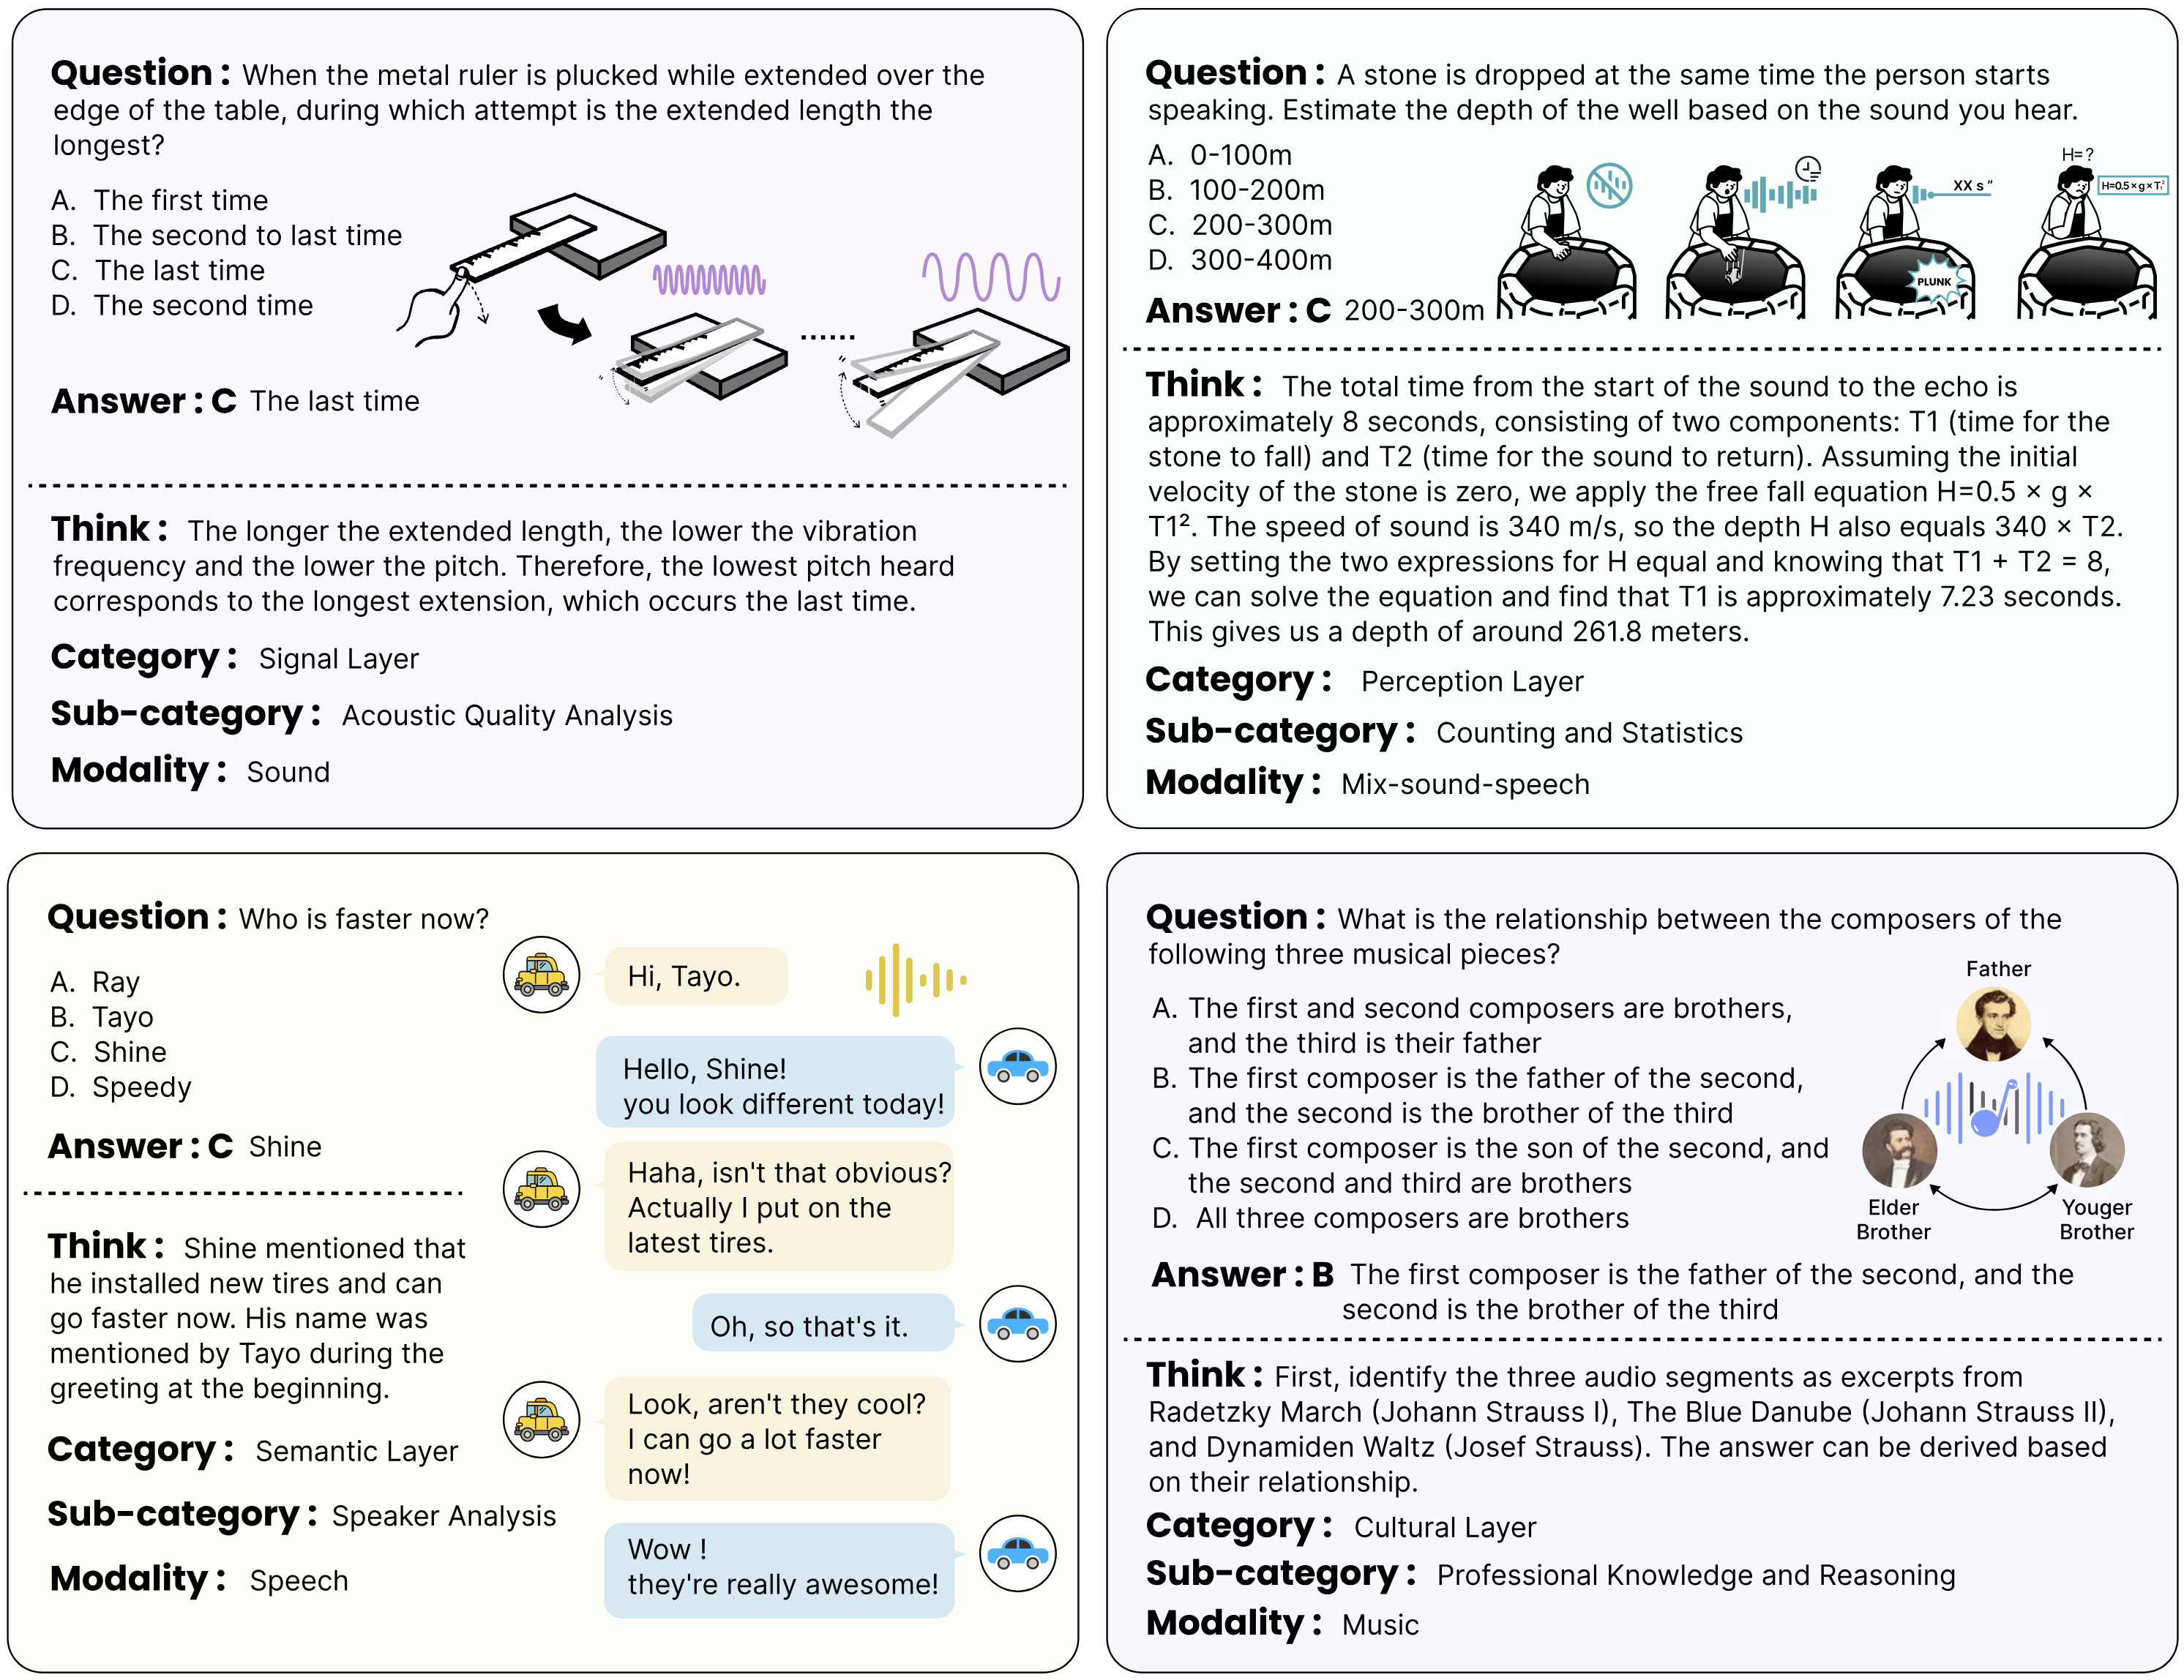 Question : When the metal ruler is plucked while extended over the
edge of the table, during which attempt is the extended length the
longest?
A. The first time
B. The second to last time
C. The last time
D. The second time
Answer : C The last time
Think : The longer the extended length, the lower the vibration
frequency and the lower the pitch. Therefore, the lowest pitch heard
corresponds to the longest extension, which occurs the last time.
Category : Signal Layer
Sub-category : Acoustic Quality Analysis
Modality : Sound
Question : A stone is dropped at the same time the person starts
speaking. Estimate the depth of the well based on the sound you hear.
A. 0-100m
B. 100-200m
C. 200-300m
D. 300-400m
XX s ”
PLUNK
H= ?
H=0.5 × g × T₁²
Answer : C 200-300m
Think : The total time from the start of the sound to the echo is
approximately 8 seconds, consisting of two components: T1 (time for the
stone to fall) and T2 (time for the sound to return). Assuming the initial
velocity of the stone is zero, we apply the free fall equation H=0.5 × g ×
T1². The speed of sound is 340 m/s, so the depth H also equals 340 × T2.
By setting the two expressions for H equal and knowing that T1 + T2 = 8,
we can solve the equation and find that T1 is approximately 7.23 seconds.
This gives us a depth of around 261.8 meters.
Category : Perception Layer
Sub-category : Counting and Statistics
Modality : Mix-sound-speech
Question : Who is faster now?
A. Ray
B. Tayo
C. Shine
D. Speedy
Answer : C Shine
Think : Shine mentioned that
he installed new tires and can
go faster now. His name was
mentioned by Tayo during the
greeting at the beginning.
Category : Semantic Layer
Sub-category : Speaker Analysis
Modality : Speech
Hi, Tayo.
Hello, Shine!
you look different today!
Haha, isn't that obvious?
Actually I put on the
latest tires.
Oh, so that's it.
Look, aren't they cool?
I can go a lot faster
now!
Wow !
they're really awesome!
Question : What is the relationship between the composers of the
following three musical pieces?
A. The first and second composers are brothers,
and the third is their father
B. The first composer is the father of the second,
and the second is the brother of the third
C. The first composer is the son of the second, and
the second and third are brothers
D. All three composers are brothers
Father
Elder
Brother
Youger
Brother
Answer : B The first composer is the father of the second, and the
second is the brother of the third
Think : First, identify the three audio segments as excerpts from
Radetzky March (Johann Strauss I), The Blue Danube (Johann Strauss II),
and Dynamiden Waltz (Josef Strauss). The answer can be derived based
on their relationship.
Category : Cultural Layer
Sub-category : Professional Knowledge and Reasoning
Modality : Music